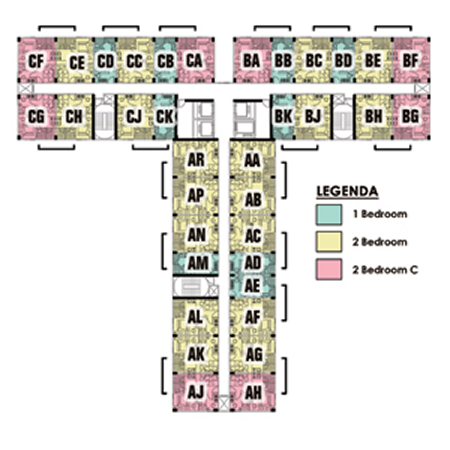 CF CE CD CC CB CA BA BB BC BD BE BF
CG CH CJ CK BK BJ BH BG
AR AA
AP AB
AN AC
AM AD
AE
AL AF
AK AG
AJ AH
LEGENDA
1 Bedroom
2 Bedroom
2 Bedroom C